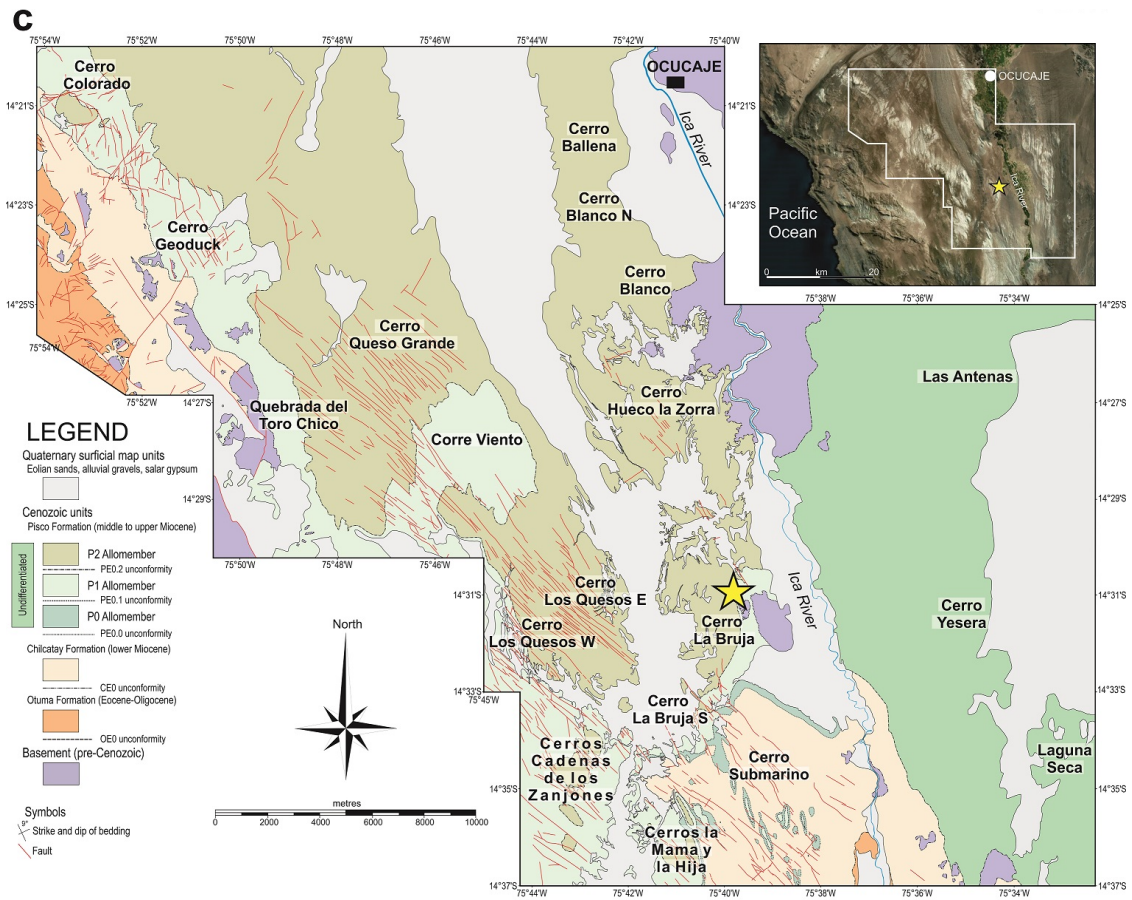 C
75°54'W
75°52'W
75°50'W
75°48'W
75°46'W
75°44'W
75°42'W
75°40'W
Cerro
Colorado
OCUCAJE
14°21'S
14°21'S
Ica River
Cerro
Ballena
Cerro
Blanco N
14°23'S
14°23'S
Cerro
Geoduck
Cerro
Blanco
OCUCAJE
Ica River
Pacific
Ocean
0
km
20
75°38'W
75°36'W
75°34'W
14°25'S
14°25'S
Cerro
Queso Grande
75°54'W
75°52'W
14°27'S
Las Antenas
Cerro
Hueco la Zorra
14°27'S
Quebrada del
Toro Chico
Corre Viento
LEGEND
Quaternary surficial map units
Eolian sands, alluvial gravels, salar gypsum
14°29'S
14°29'S
Cenozoic units
Pisco Formation (middle to upper Miocene)
Undifferentiated
P2 Allomember
PE0.2 unconformity
P1 Allomember
PE0.1 unconformity
P0 Allomember
PE0.0 unconformity
Chilcatay Formation (lower Miocene)
CE0 unconformity
Otuma Formation (Eocene-Oligocene)
OE0 unconformity
Basement (pre-Cenozoic)
Symbols
9°
Strike and dip of bedding
Fault
75°50'W
75°48'W
75°46'W
14°31'S
14°31'S
Cerro
Los Quesos E
Cerro
Los Quesos W
Ica River
Cerro
La Bruja
Cerro
Yesera
North
14°33'S
75°45'W
14°33'S
Cerro
La Bruja S
Cerros
Cadenas
de los
Zanjones
Cerro
Submarino
Laguna
Seca
metres
0
2000
4000
6000
8000
10000
14°35'S
14°35'S
Cerros la
Mama y
la Hija
14°37'S
14°37'S
75°44'W
75°42'W
75°40'W
75°38'W
75°36'W
75°34'W